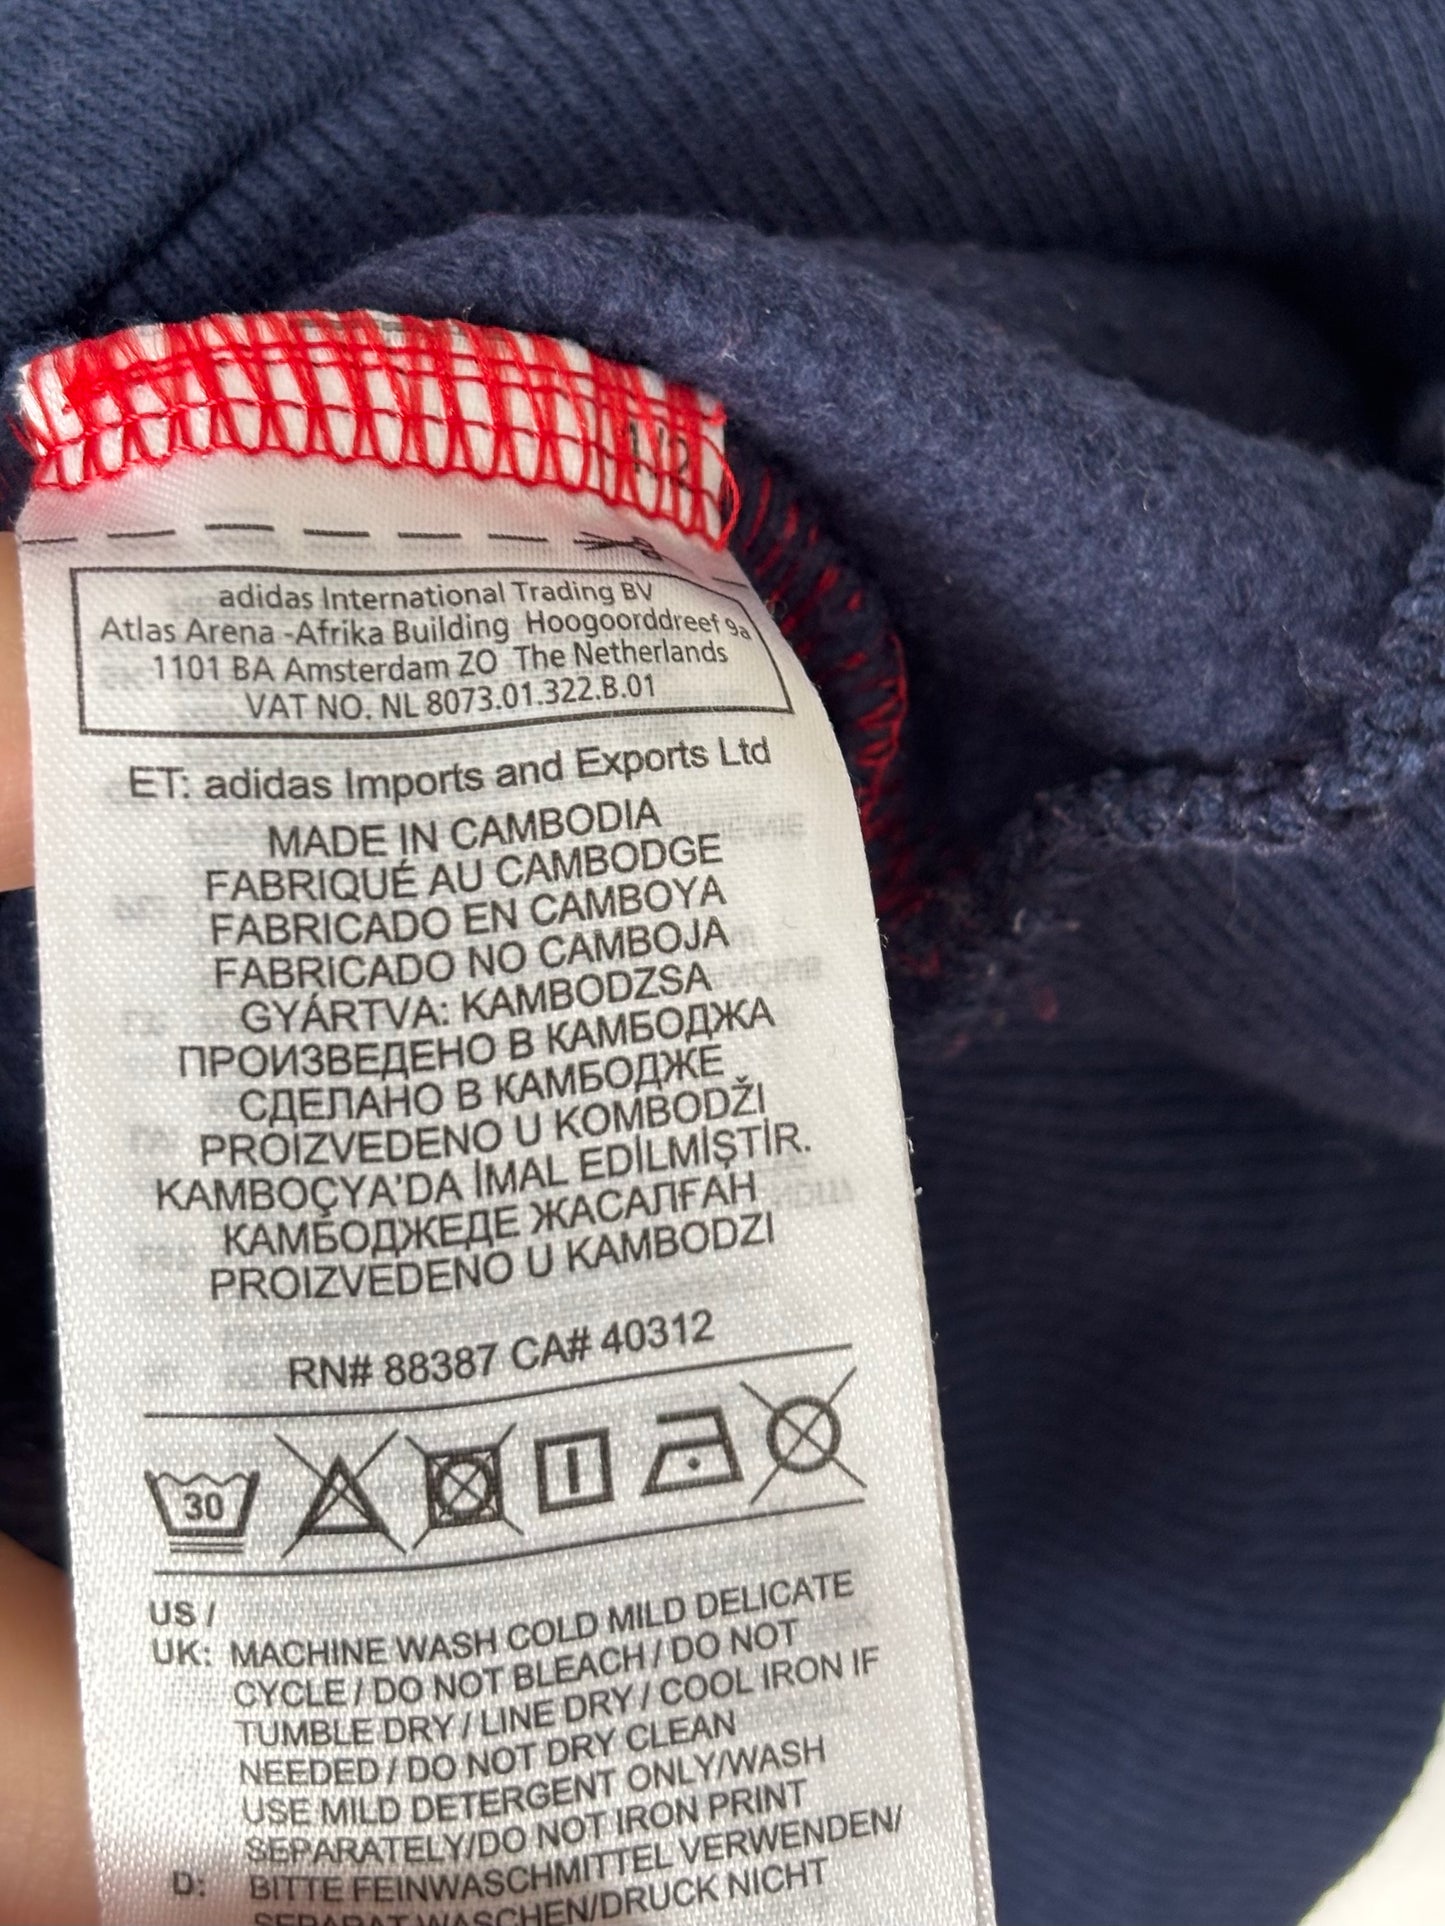 1/2
adidas International Trading BV
Atlas Arena -Afrika Building Hoogoorddreef 9a
1101 BA Amsterdam ZO The Netherlands
VAT NO. NL 8073.01.322.B.01
ET: adidas Imports and Exports Ltd
MADE IN CAMBODIA
FABRIQUÉ AU CAMBODGE
FABRICADO EN CAMBOYA
FABRICADO NO CAMBOJA
GYÁRTVA: KAMBODZSA
ПРОИЗВЕДЕНО В КАМБОДЖА
СДЕЛАНО В КАМБОДЖЕ
PROIZVEDENO U KOMBODŽI
KAMBOÇYA'DA İMAL EDİLMİŞTİR.
КАМБОДЖЕДЕ ЖАСАЛҒАН
PROIZVEDENO U KAMBODZI
RN# 88387 CA# 40312
30
US /
UK: MACHINE WASH COLD MILD DELICATE
CYCLE / DO NOT BLEACH / DO NOT
TUMBLE DRY / LINE DRY / COOL IRON IF
NEEDED / DO NOT DRY CLEAN
USE MILD DETERGENT ONLY/WASH
SEPARATELY/DO NOT IRON PRINT
D: BITTE FEINWASCHMITTEL VERWENDEN/
SEPARAT WASCHEN/DRUCK NICHT